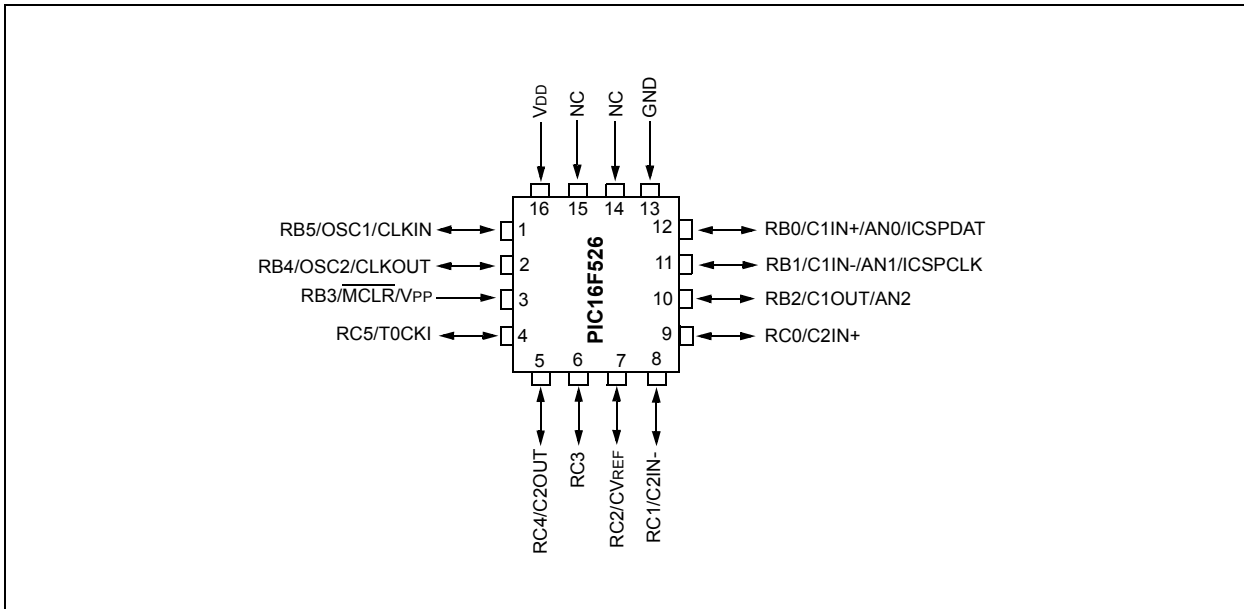 VDD
NC
NC
GND
16
15
14
13
RB5/OSC1/CLKIN
1
12
RB0/C1IN+/AN0/ICSPDAT
RB4/OSC2/CLKOUT
2
11
RB1/C1IN-/AN1/ICSPCLK
RB3/MCLR/VPP
3
10
RB2/C1OUT/AN2
RC5/T0CKI
4
9
RC0/C2IN+
PIC16F526
5
6
7
8
RC4/C2OUT
RC3
RC2/CVREF
RC1/C2IN-